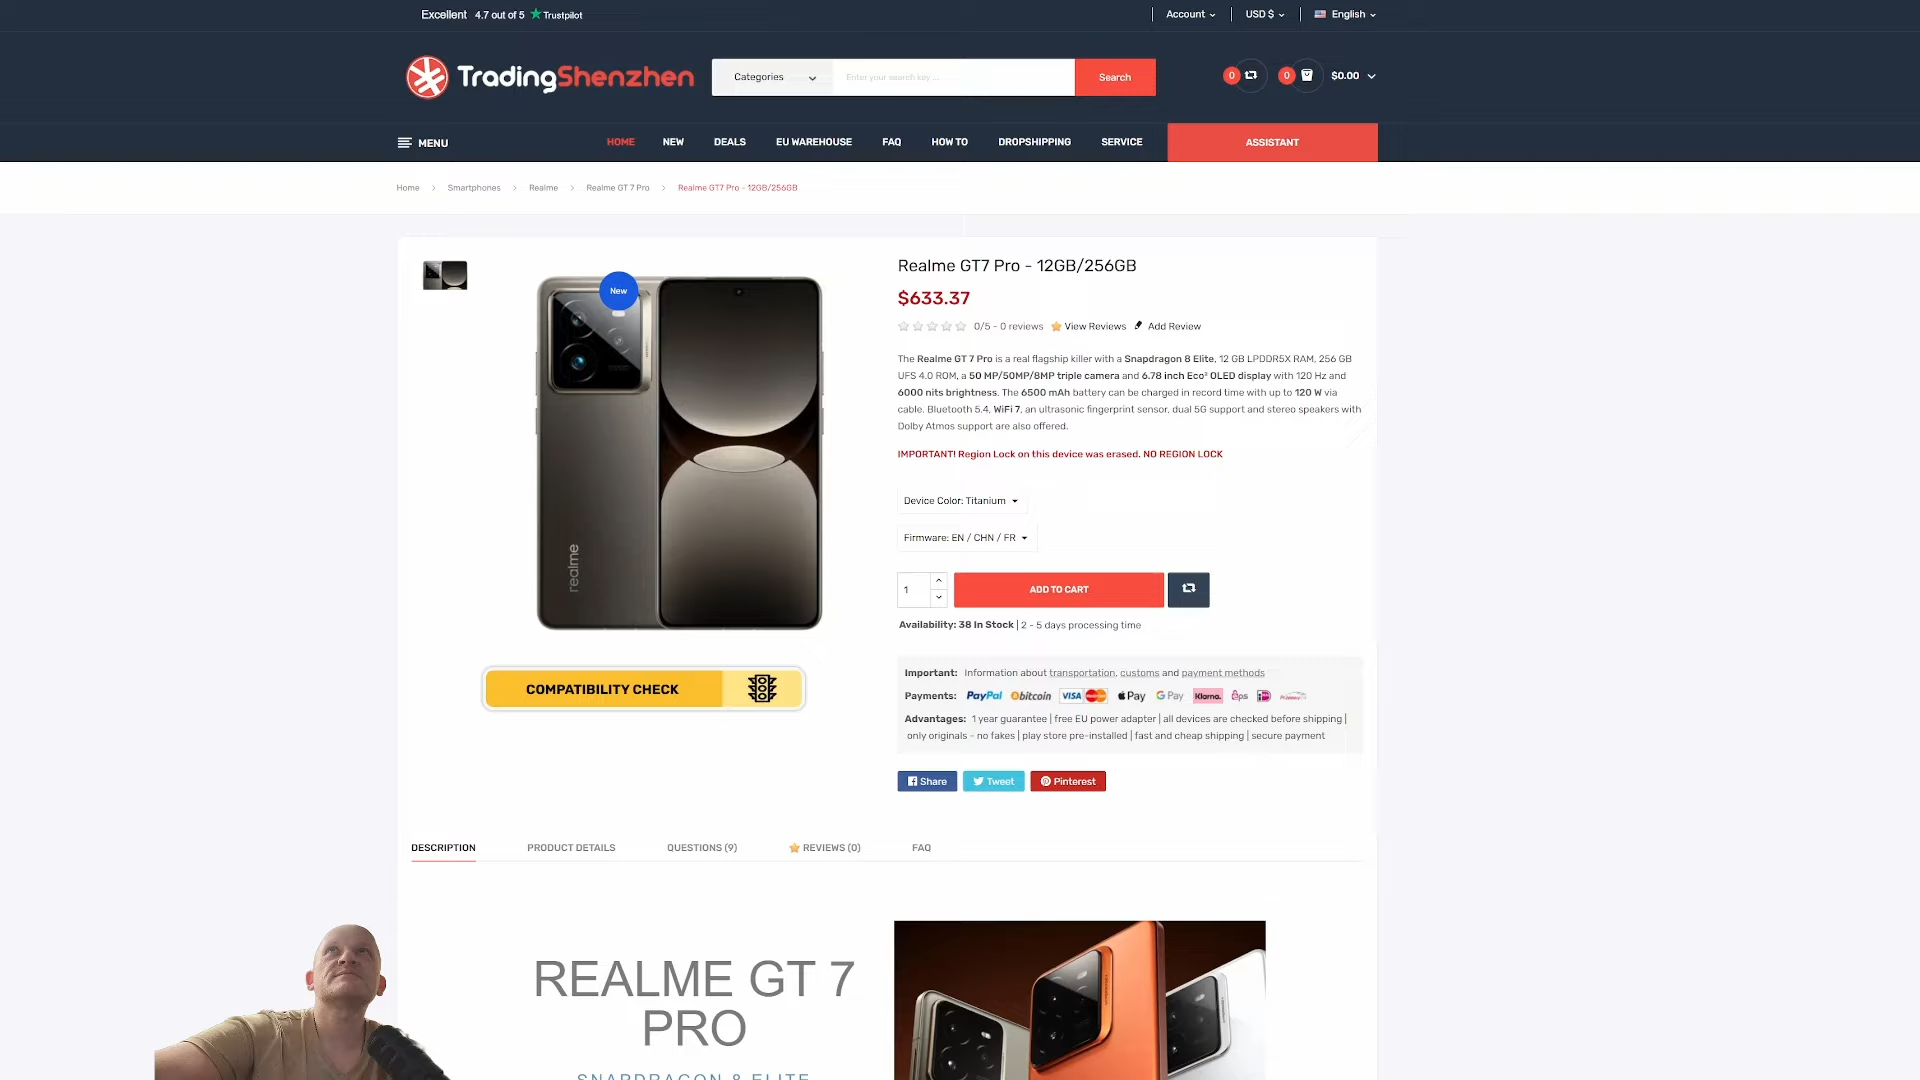 Excellent 4.7 out of 5 Trustpilot
Account USD $ English
TradingShenzhen Categories Enter your search key ... Search 0 0 $0.00
MENU HOME NEW DEALS EU WAREHOUSE FAQ HOW TO DROPSHIPPING SERVICE ASSISTANT
Home > Smartphones > Realme > Realme GT 7 Pro > Realme GT7 Pro - 12GB/256GB
New
realme
COMPATIBILITY CHECK
Realme GT7 Pro - 12GB/256GB
$633.37
0/5 - 0 reviews View Reviews Add Review
The Realme GT 7 Pro is a real flagship killer with a Snapdragon 8 Elite, 12 GB LPDDR5X RAM, 256 GB
UFS 4.0 ROM, a 50 MP/50MP/8MP triple camera and 6.78 inch Eco² OLED display with 120 Hz and
6000 nits brightness. The 6500 mAh battery can be charged in record time with up to 120 W via
cable. Bluetooth 5.4, WiFi 7, an ultrasonic fingerprint sensor, dual 5G support and stereo speakers with
Dolby Atmos support are also offered.
IMPORTANT! Region Lock on this device was erased. NO REGION LOCK
Device Color: Titanium
Firmware: EN / CHN / FR
1 ADD TO CART
Availability: 38 In Stock | 2 - 5 days processing time
Important: Information about transportation, customs and payment methods
Payments: PayPal bitcoin VISA Pay G Pay Klarna. eps
Advantages: 1 year guarantee | free EU power adapter | all devices are checked before shipping |
only originals - no fakes | play store pre-installed | fast and cheap shipping | secure payment
Share Tweet Pinterest
DESCRIPTION PRODUCT DETAILS QUESTIONS (9) REVIEWS (0) FAQ
REALME GT 7
PRO
SNAPDRAGON 8 ELITE